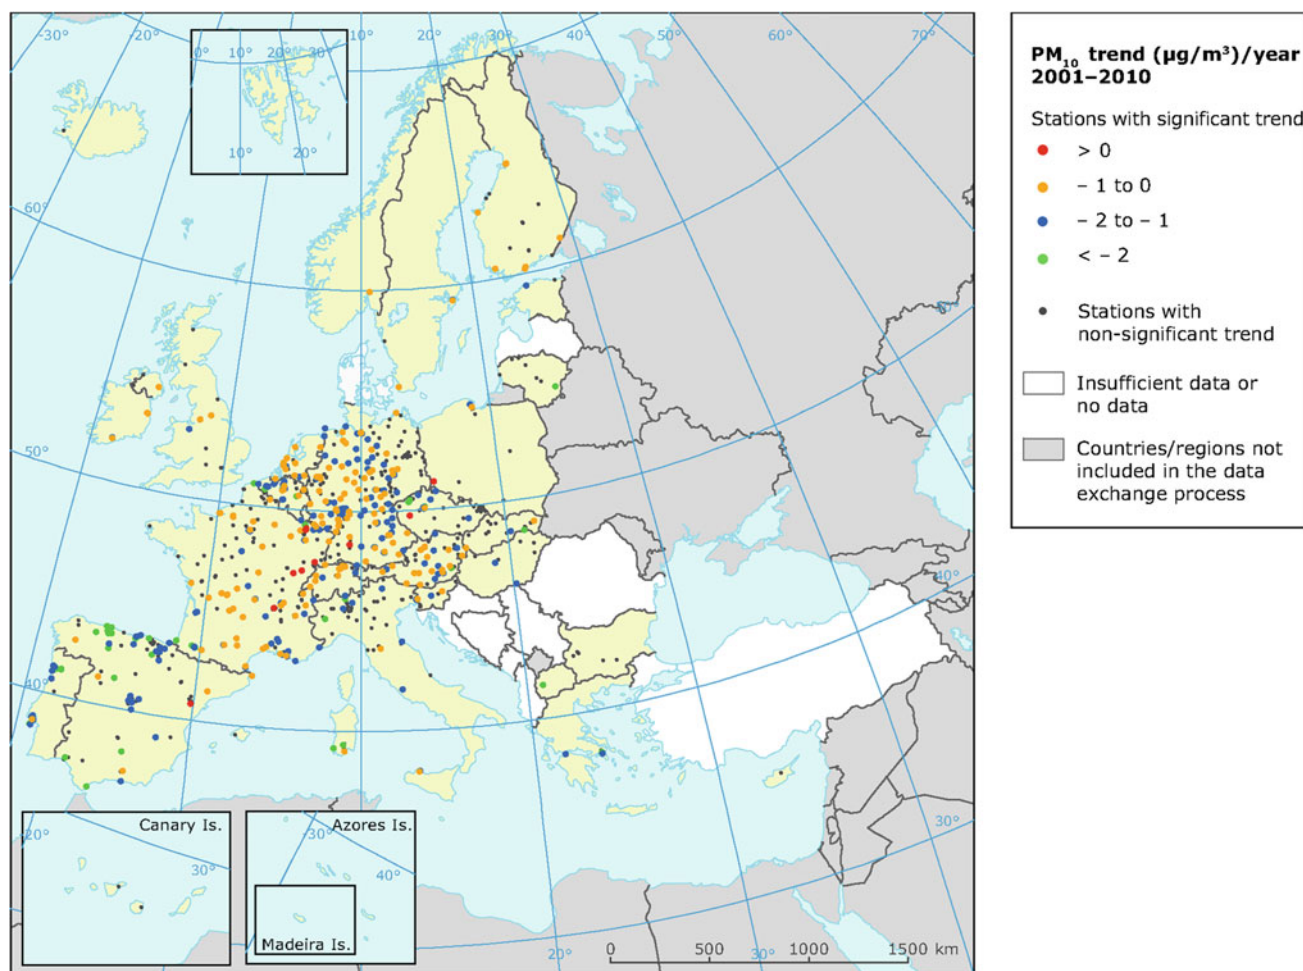 -30°
-20°
-10°
0°
10°
20°
30°
40°
50°
60°
70°
0°
10°
20°
30°
10°
20°
60°
50°
40°
50°
40°
30°
20°
30°
Canary Is.
-20°
30°
Azores Is.
-30°
40°
Madeira Is.
0
500
1000
1500 km
PM10 trend (µg/m³)/year
2001–2010
Stations with significant trend
> 0
– 1 to 0
– 2 to – 1
< – 2
Stations with
non-significant trend
Insufficient data or
no data
Countries/regions not
included in the data
exchange process